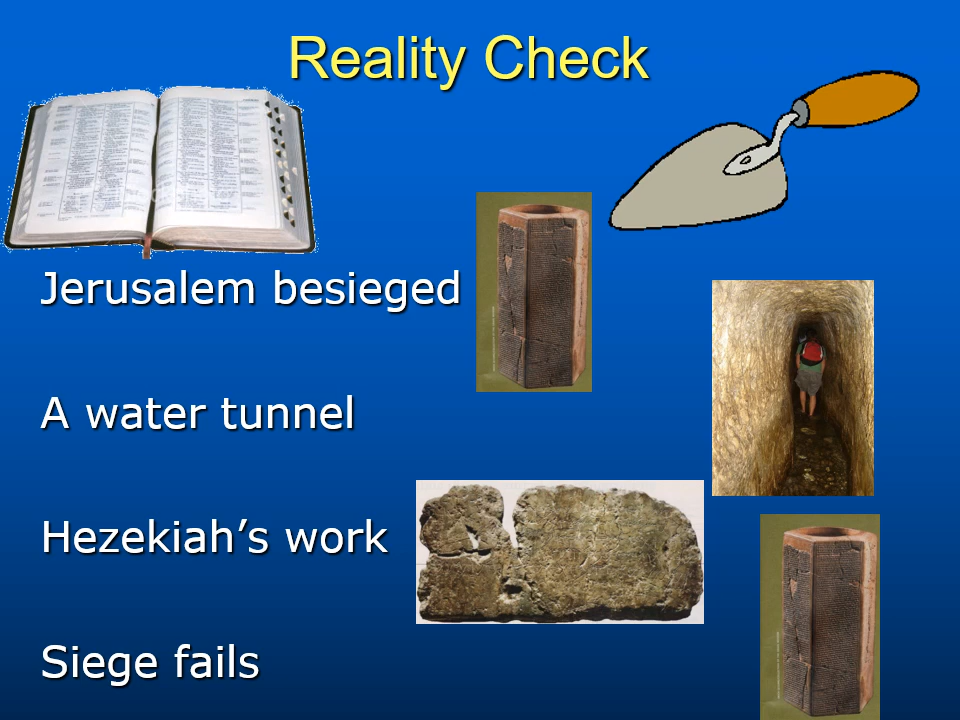 Reality Check
Jerusalem besieged
A water tunnel
Hezekiah’s work
Siege fails